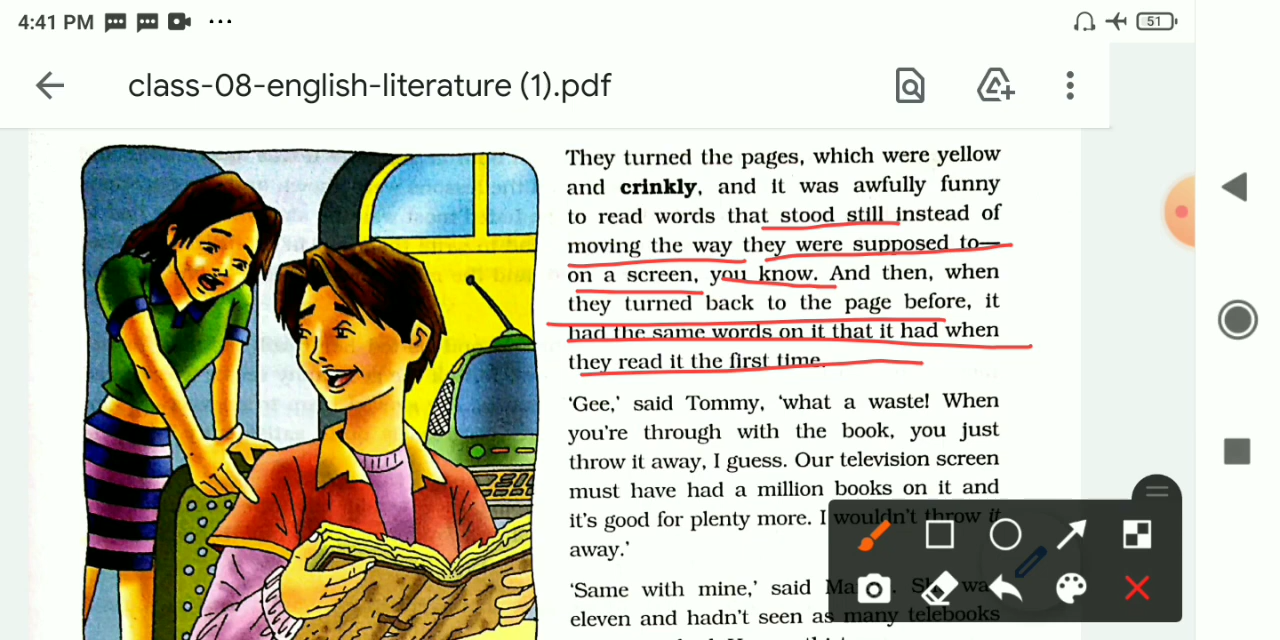 4:41 PM
51
class-08-english-literature (1).pdf
They turned the pages, which were yellow
and crinkly, and it was awfully funny
to read words that stood still instead of
moving the way they were supposed to—
on a screen, you know. And then, when
they turned back to the page before, it
had the same words on it that it had when
they read it the first time.
‘Gee,’ said Tommy, ‘what a waste! When
you're through with the book, you just
throw it away, I guess. Our television screen
must have had a million books on it and
it's good for plenty more. I wouldn't throw it
away.’
‘Same with mine,’ said
eleven and hadn't seen as many telebooks